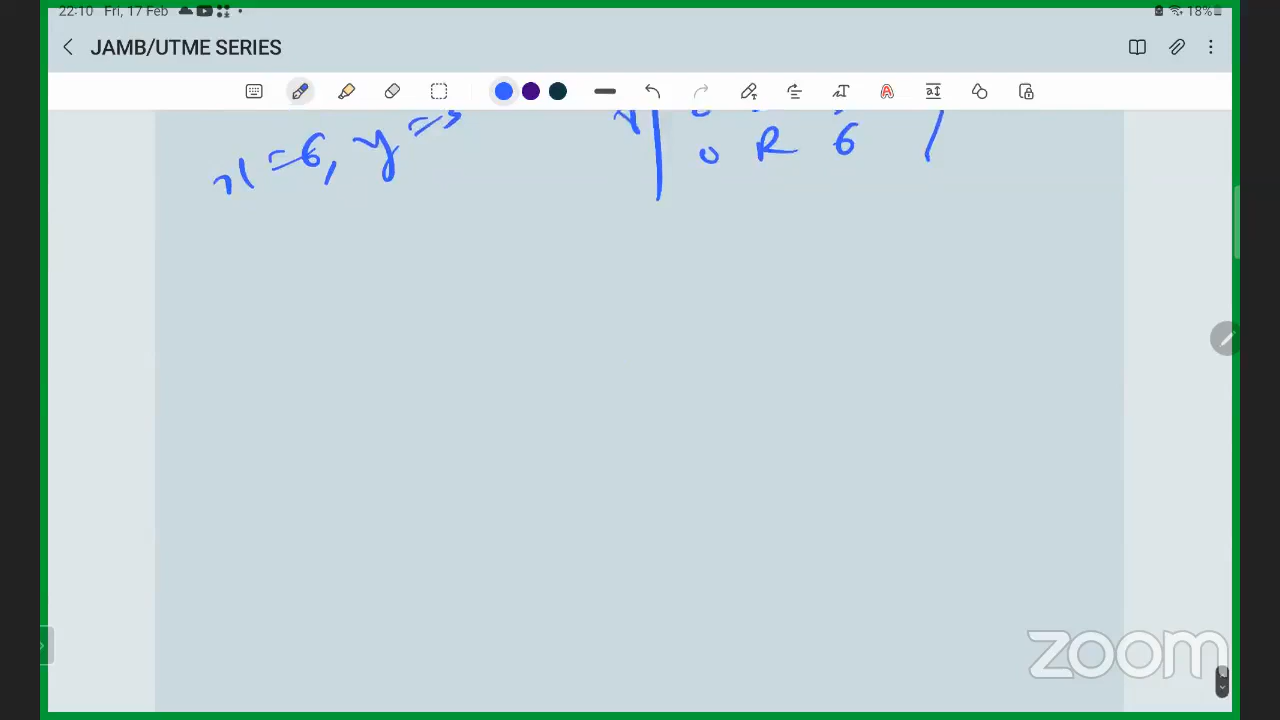 22:10 Fri, 17 Feb
18%
JAMB/UTME SERIES
x = 6, y =
0 R 6
zoom